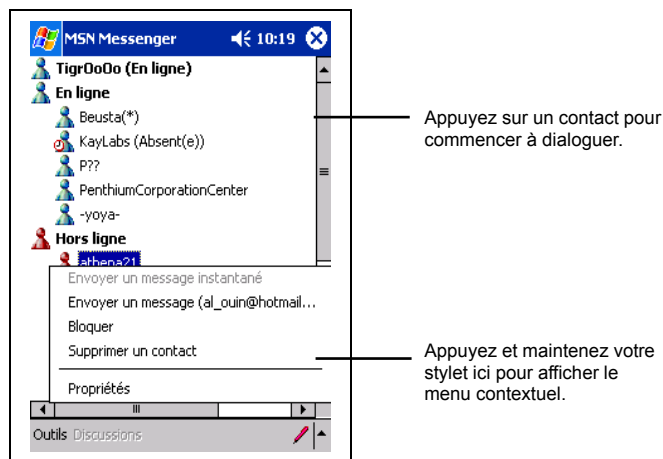 MSN Messenger 10:19
TigrOoOo (En ligne)
En ligne
Beusta(*)
KayLabs (Absent(e))
P??
PenthiumCorporationCenter
-yoya-
Hors ligne
athena21
Envoyer un message instantané
Envoyer un message (al_ouin@hotmail...
Bloquer
Supprimer un contact
Propriétés
Outils Discussions
Appuyez sur un contact pour
commencer à dialoguer.
Appuyez et maintenez votre
stylet ici pour afficher le
menu contextuel.